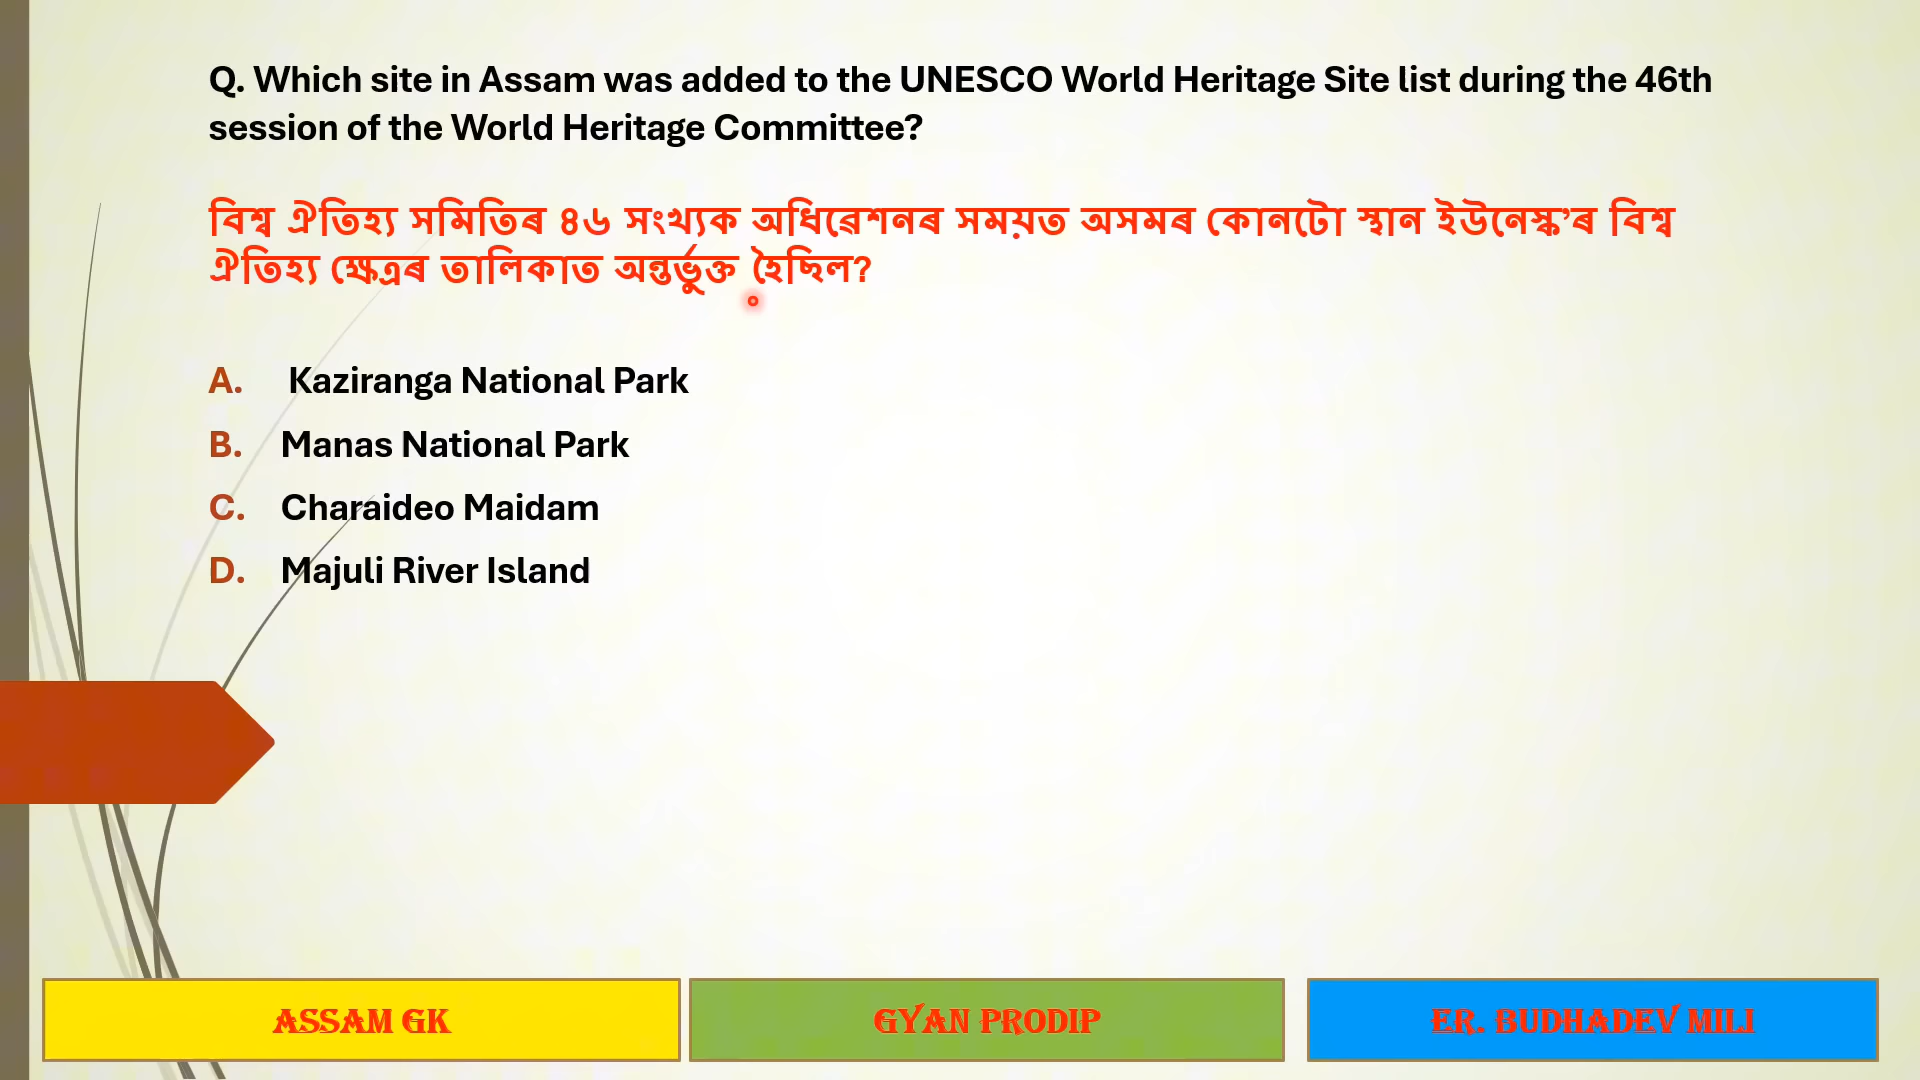 Q. Which site in Assam was added to the UNESCO World Heritage Site list during the 46th
session of the World Heritage Committee?
বিশ্ব ঐতিহ্য সমিতিৰ ৪৬ সংখ্যক অধিৱেশনৰ সময়ত অসমৰ কোনটো স্থান ইউনেস্ক’ৰ বিশ্ব
ঐতিহ্য ক্ষেত্ৰৰ তালিকাত অন্তৰ্ভুক্ত হৈছিল?
A. Kaziranga National Park
B. Manas National Park
C. Charaideo Maidam
D. Majuli River Island
ASSAM GK
GYAN PRODIP
ER. BUDHADEV MILI